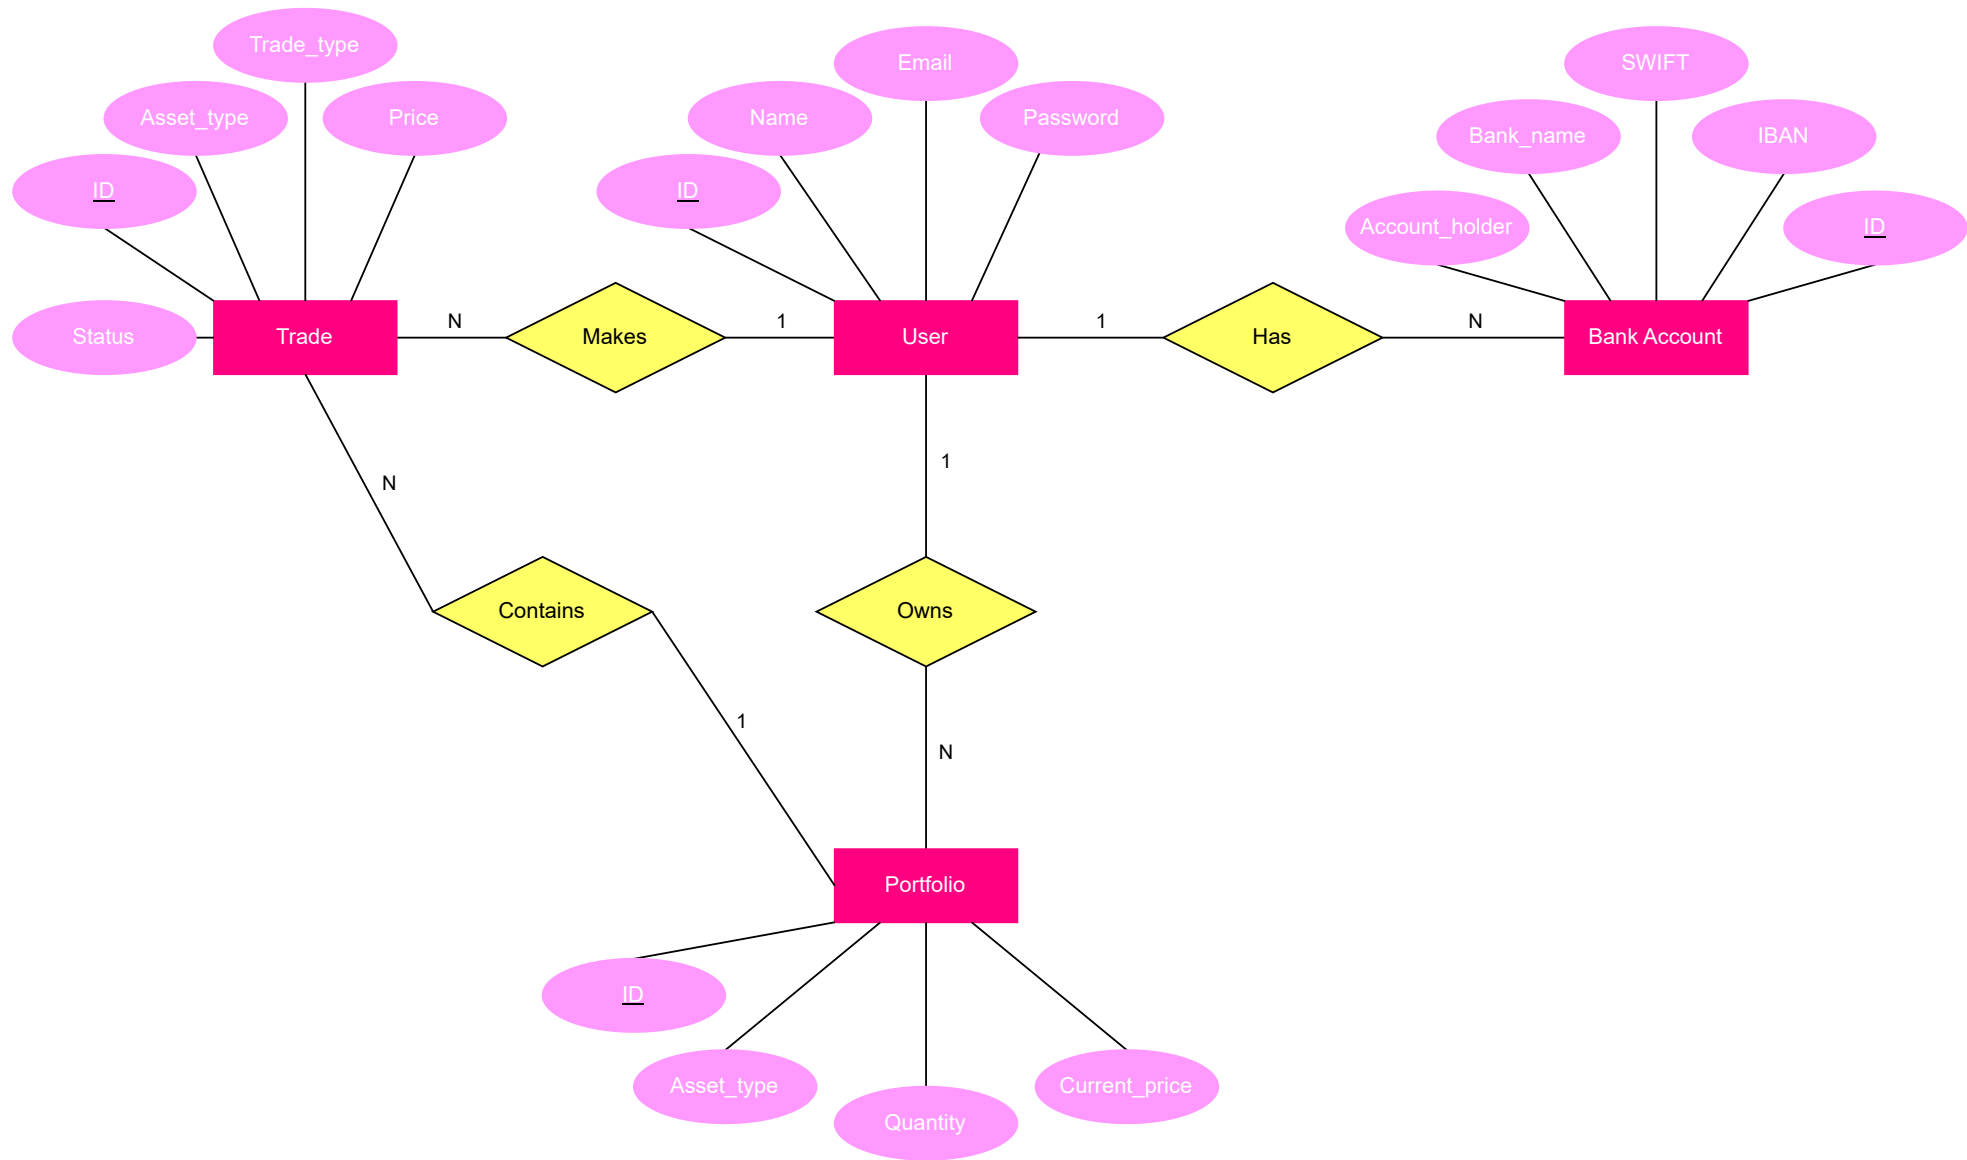 Trade_type
Email
SWIFT
Asset_type
Price
Name
Password
Bank_name
IBAN
ID
ID
Account_holder
ID
Status
Trade
N
Makes
1
User
1
Has
N
Bank Account
1
N
Contains
Owns
1
N
Portfolio
ID
Asset_type
Current_price
Quantity